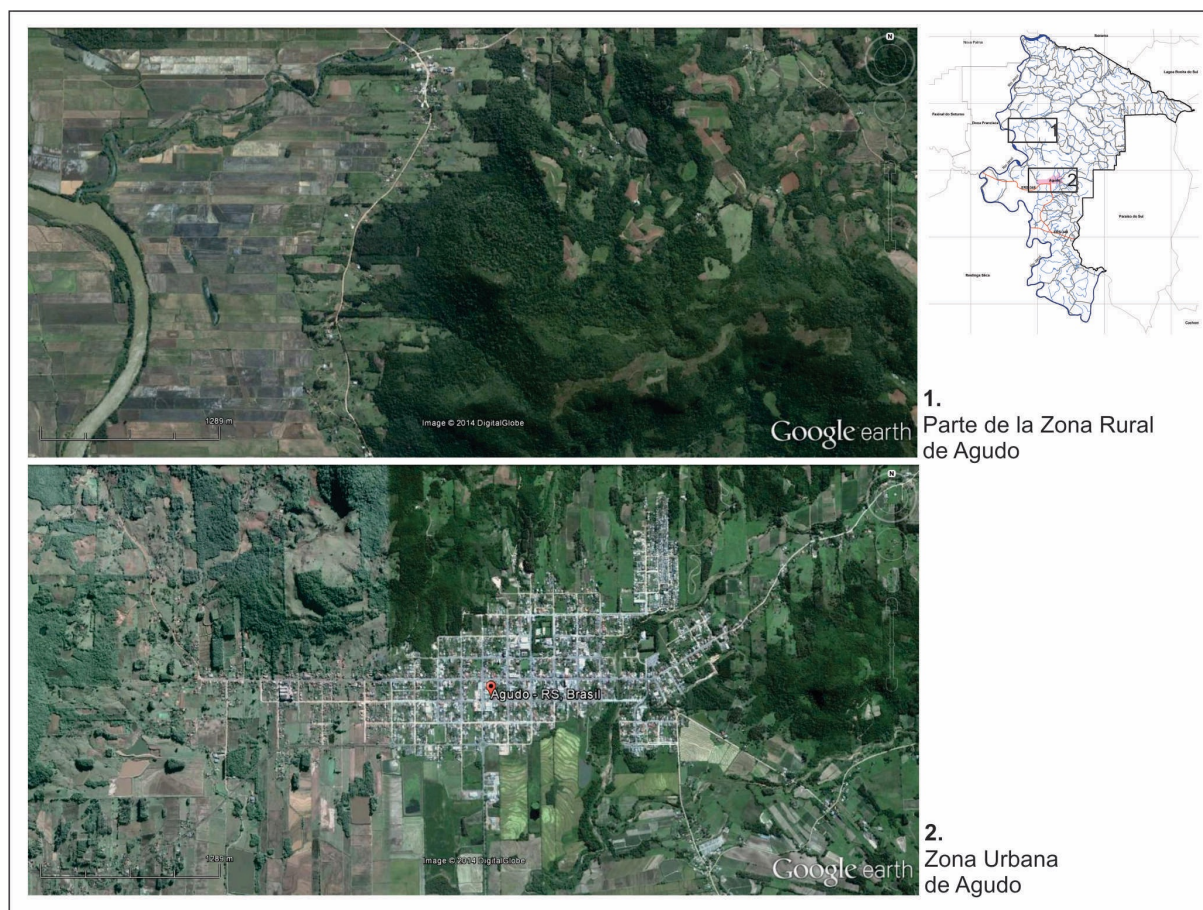 N
1289 m
Image © 2014 DigitalGlobe
Google earth
Nova Palma
Lagoa Bonita do Sul
Dona Francisca
1
2
Paraíso do Sul
Restinga Sêca
1.
Parte de la Zona Rural
de Agudo
N
Agudo - RS, Brasil
1289 m
Image © 2014 DigitalGlobe
Google earth
2.
Zona Urbana
de Agudo